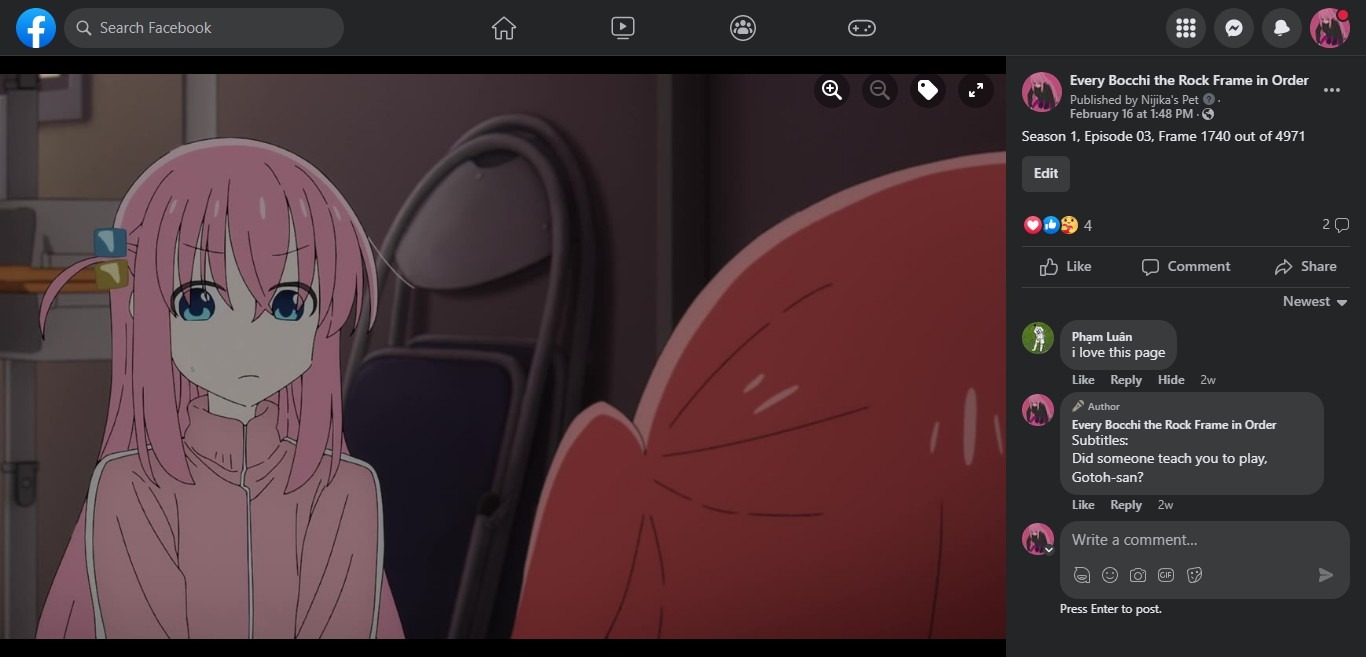 Search Facebook
Every Bocchi the Rock Frame in Order
Published by Nijika's Pet ·
February 16 at 1:48 PM ·
Season 1, Episode 03, Frame 1740 out of 4971
Edit
4
2
Like
Comment
Share
Newest
Phạm Luân
i love this page
Like Reply Hide 2w
Author
Every Bocchi the Rock Frame in Order
Subtitles:
Did someone teach you to play,
Gotoh-san?
Like Reply 2w
Write a comment...
GIF
Press Enter to post.